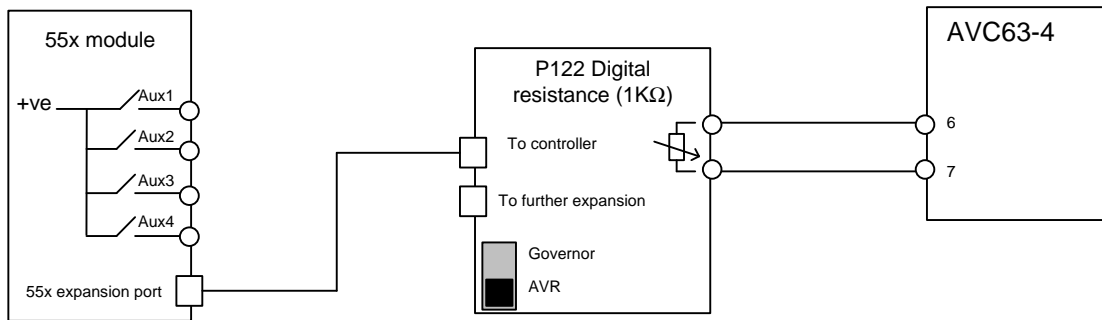 55x module
+ve
Aux1
Aux2
Aux3
Aux4
55x expansion port
P122 Digital
resistance (1KΩ)
To controller
To further expansion
Governor
AVR
AVC63-4
6
7